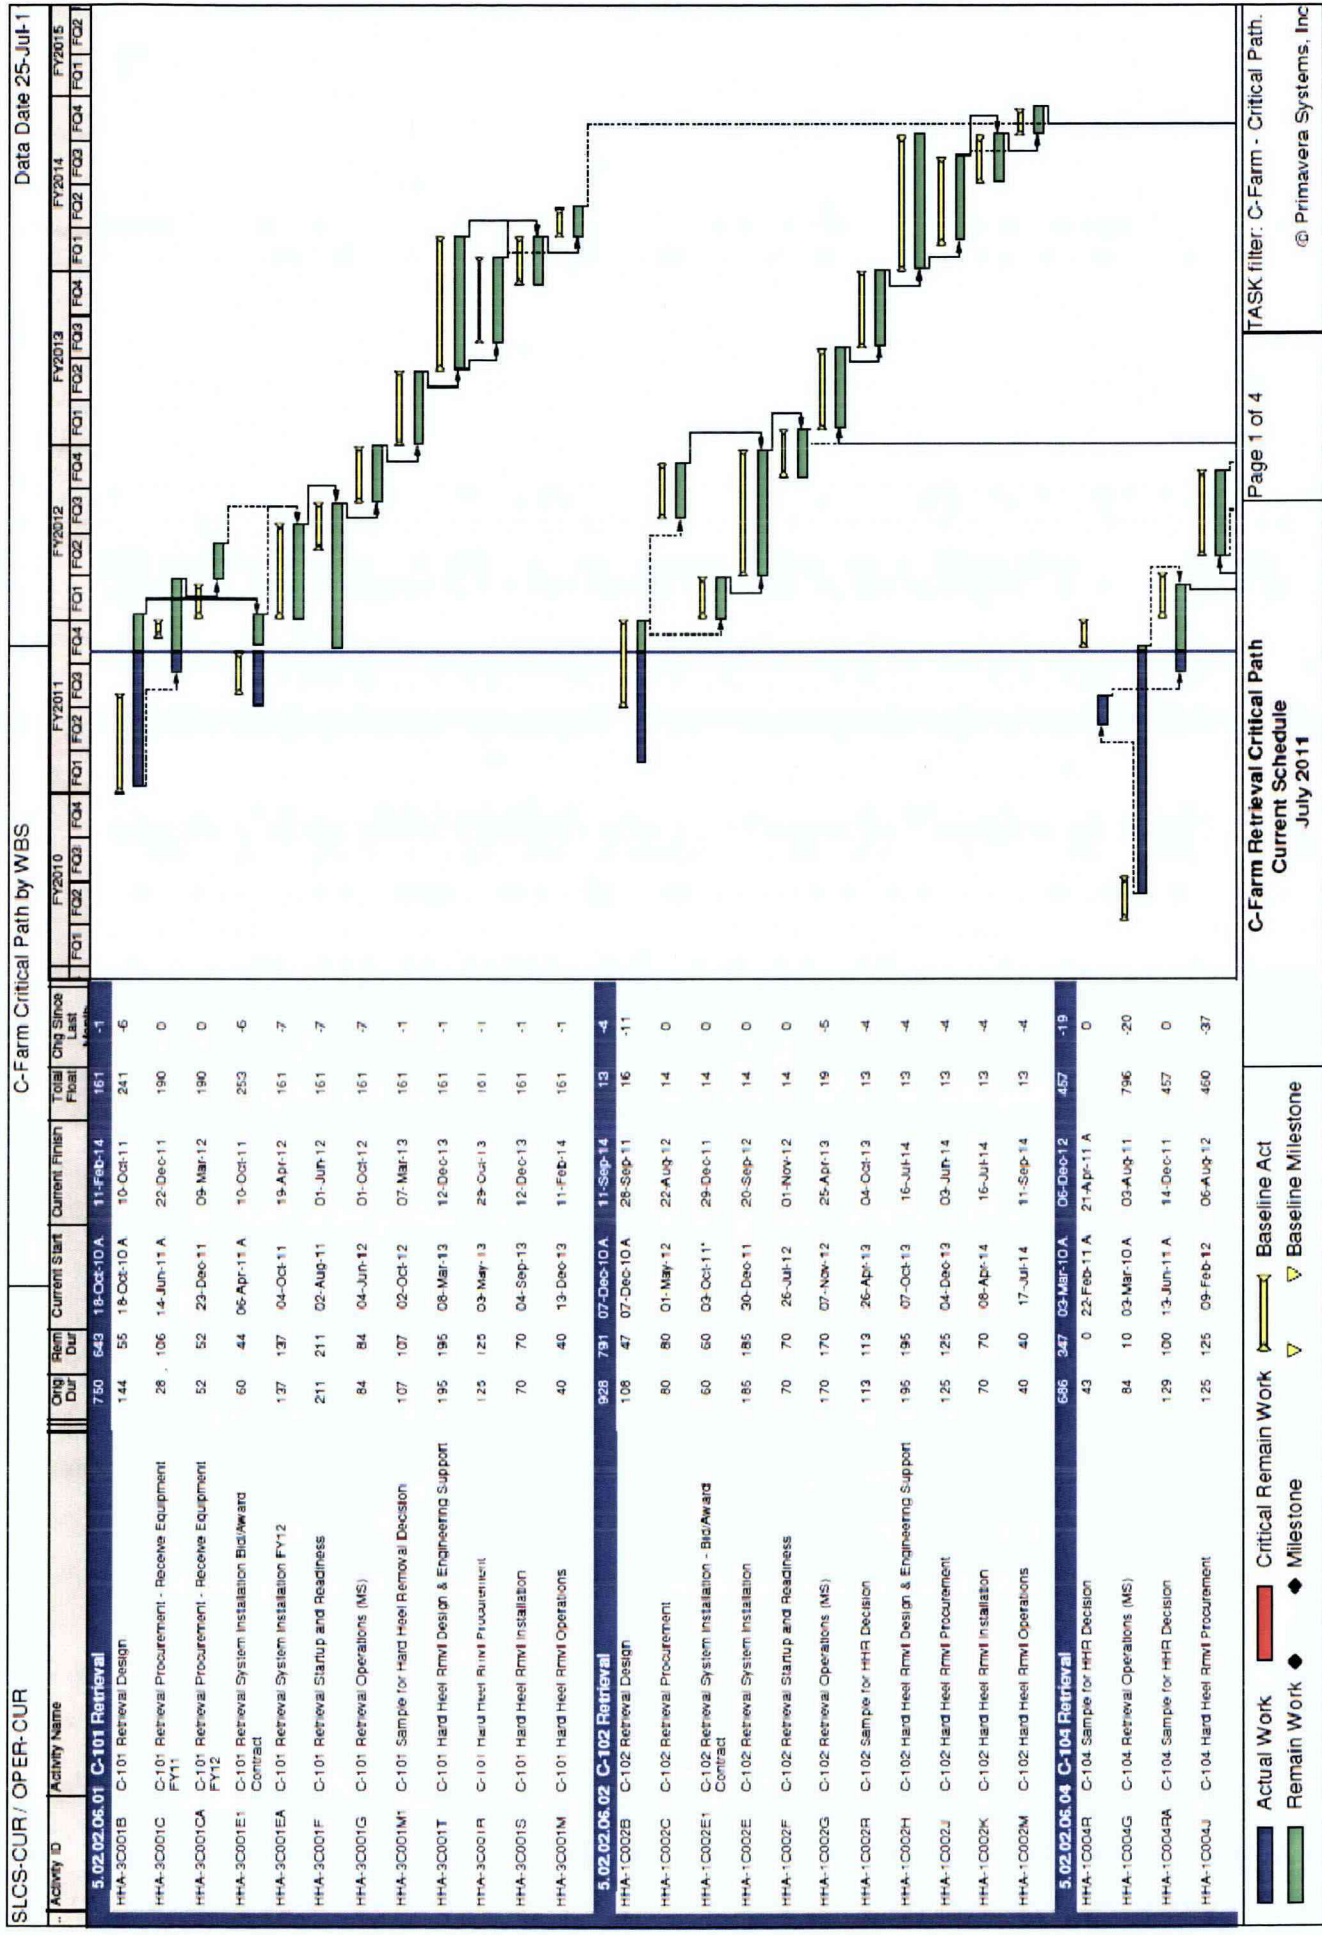 SLCS-CUR / OPER-CUR C-Farm Critical Path by WBS Data Date 25-Jul-1
.. Activity ID Activity Name Orig Dur Rem Dur Current Start Current Finish Total Float Chg Since Last FY2010 FY2011 FY2012 FY2013 FY2014 FY2015
FQ1 FQ2 FQ3 FQ4 FQ1 FQ2 FQ3 FQ4 FQ1 FQ2 FQ3 FQ4 FQ1 FQ2 FQ3 FQ4 FQ1 FQ2 FQ3 FQ4 FQ1 FQ2
5.02.02.06.01 C-101 Retrieval 750 643 18-Oct-10 A 11-Feb-14 161 -1
HHA-3C001B C-101 Retrieval Design 144 55 18-Oct-10 A 10-Oct-11 241 -6
HHA-3C001C C-101 Retrieval Procurement - Receive Equipment FY11 28 106 14-Jun-11 A 22-Dec-11 190 0
HHA-3C001CA C-101 Retrieval Procurement - Receive Equipment FY12 52 52 23-Dec-11 09-Mar-12 190 0
HHA-3C001E1 C-101 Retrieval System Installation Bid/Award Contract 60 44 06-Apr-11 A 10-Oct-11 253 -6
HHA-3C001EA C-101 Retrieval System Installation FY12 137 137 04-Oct-11 19-Apr-12 161 -7
HHA-3C001F C-101 Retrieval Startup and Readiness 211 211 02-Aug-11 01-Jun-12 161 -7
HHA-3C001G C-101 Retrieval Operations (MS) 84 84 04-Jun-12 01-Oct-12 161 -7
HHA-3C001M1 C-101 Sample for Hard Heel Removal Decision 107 107 02-Oct-12 07-Mar-13 161 -1
HHA-3C001T C-101 Hard Heel Rmvl Design & Engineering Support 195 195 08-Mar-13 12-Dec-13 161 -1
HHA-3C001R C-101 Hard Heel Rmvl Procurement 125 125 03-May-13 29-Oct-13 161 -1
HHA-3C001S C-101 Hard Heel Rmvl Installation 70 70 04-Sep-13 12-Dec-13 161 -1
HHA-3C001M C-101 Hard Heel Rmvl Operations 40 40 13-Dec-13 11-Feb-14 161 -1
5.02.02.06.02 C-102 Retrieval 928 791 07-Dec-10 A 11-Sep-14 13 -4
HHA-1C002B C-102 Retrieval Design 108 47 07-Dec-10 A 28-Sep-11 16 -11
HHA-1C002C C-102 Retrieval Procurement 80 80 01-May-12 22-Aug-12 14 0
HHA-1C002E1 C-102 Retrieval System Installation - Bid/Award Contract 60 60 03-Oct-11* 29-Dec-11 14 0
HHA-1C002E C-102 Retrieval System Installation 185 185 30-Dec-11 20-Sep-12 14 0
HHA-1C002F C-102 Retrieval Startup and Readiness 70 70 26-Jul-12 01-Nov-12 14 0
HHA-1C002G C-102 Retrieval Operations (MS) 170 170 07-Nov-12 25-Apr-13 19 -5
HHA-1C002R C-102 Sample for HHR Decision 113 113 26-Apr-13 04-Oct-13 13 -4
HHA-1C002H C-102 Hard Heel Rmvl Design & Engineering Support 195 195 07-Oct-13 16-Jul-14 13 -4
HHA-1C002J C-102 Hard Heel Rmvl Procurement 125 125 04-Dec-13 03-Jun-14 13 -4
HHA-1C002K C-102 Hard Heel Rmvl Installation 70 70 08-Apr-14 16-Jul-14 13 -4
HHA-1C002M C-102 Hard Heel Rmvl Operations 40 40 17-Jul-14 11-Sep-14 13 -4
5.02.02.06.04 C-104 Retrieval 686 347 03-Mar-10 A 06-Dec-12 457 -19
HHA-1C004R C-104 Sample for HHR Decision 43 0 22-Feb-11 A 21-Apr-11 A 0
HHA-1C004G C-104 Retrieval Operations (MS) 84 10 03-Mar-10 A 03-Aug-11 796 -20
HHA-1C004RA C-104 Sample for HHR Decision 129 100 13-Jun-11 A 14-Dec-11 457 0
HHA-1C004J C-104 Hard Heel Rmvl Procurement 125 125 09-Feb-12 06-Aug-12 460 -37
Actual Work Critical Remain Work Baseline Act
Remain Work Milestone Baseline Milestone
C-Farm Retrieval Critical Path
Current Schedule
July 2011
Page 1 of 4
TASK filter: C-Farm - Critical Path.
© Primavera Systems, Inc